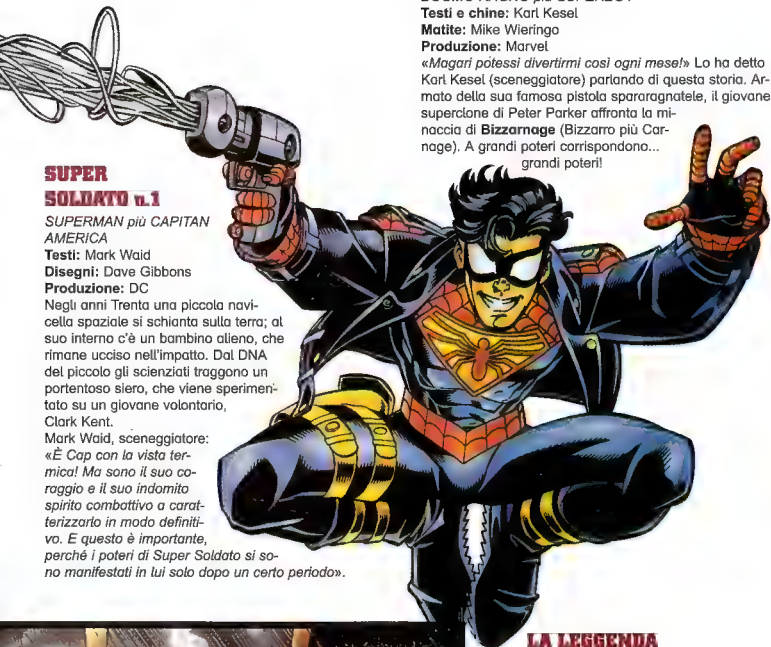 Testi e chine: Karl Kesel
Matite: Mike Wieringo
Produzione: Marvel
«Magari potessi divertirmi così ogni mese!» Lo ha detto
Karl Kesel (sceneggiatore) parlando di questa storia. Ar-
mato della sua famosa pistola spararagnatele, il giovane
superclone di Peter Parker affronta la mi-
naccia di Bizzarnage (Bizzarro più Car-
nage). A grandi poteri corrispondono...
grandi poteri!
SUPER
SOLDATO n.1
SUPERMAN più CAPITAN
AMERICA
Testi: Mark Waid
Disegni: Dave Gibbons
Produzione: DC
Negli anni Trenta una piccola navi-
cella spaziale si schianta sulla terra; al
suo interno c'è un bambino alieno, che
rimane ucciso nell'impatto. Dal DNA
del piccolo gli scienziati traggono un
portentoso siero, che viene sperimen-
tato su un giovane volontario,
Clark Kent.
Mark Waid, sceneggiatore:
«È Cap con la vista ter-
mica! Ma sono il suo co-
raggio e il suo indomito
spirito combattivo a carat-
terizzarlo in modo definiti-
vo. E questo è importante,
perché i poteri di Super Soldato si so-
no manifestati in lui solo dopo un certo periodo».
LA LEGGENDA